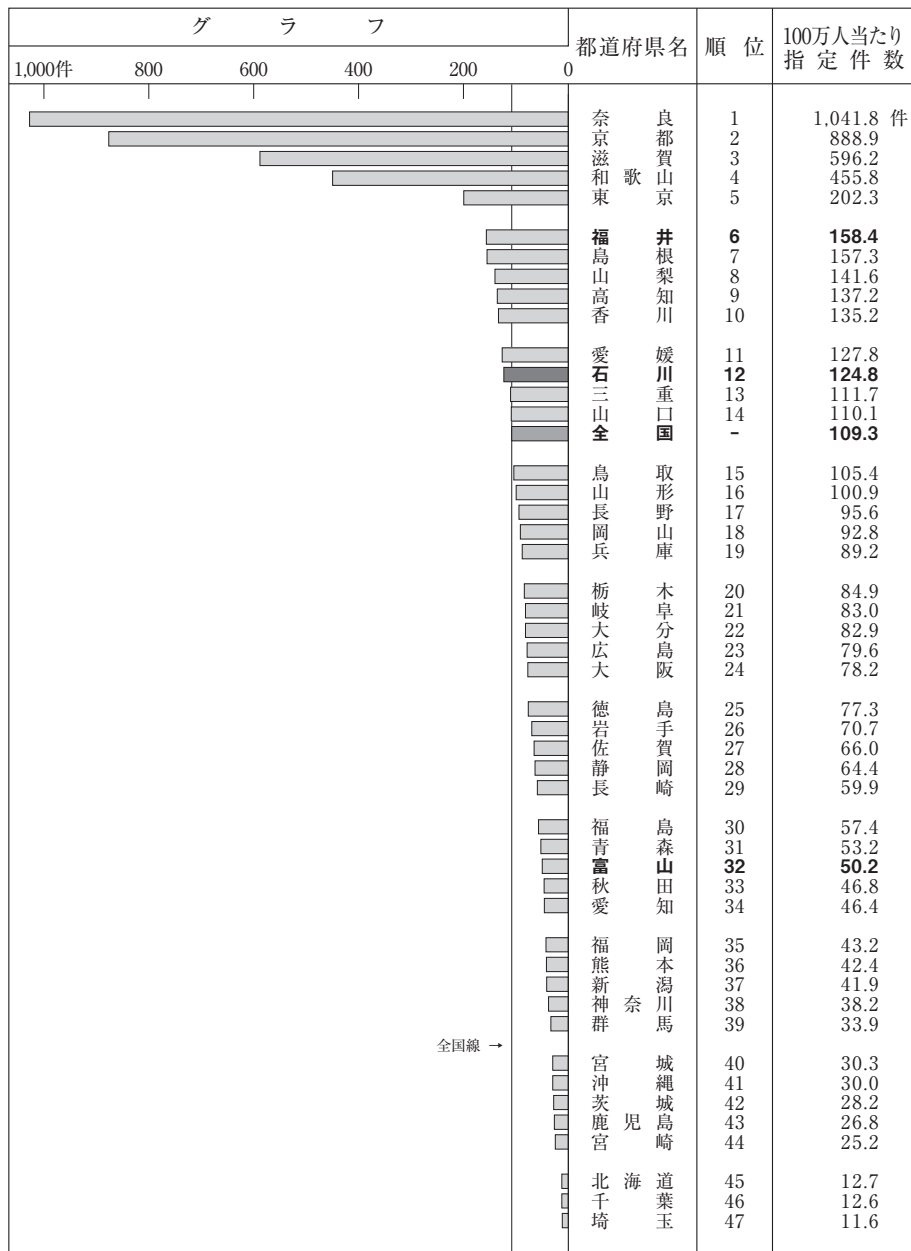 グラフ 都道府県名 順位 100万人当たり指定件数
1,000件 800 600 400 200 0
奈良 1 1,041.8 件
京都 2 888.9
滋賀 3 596.2
和歌山 4 455.8
東京 5 202.3
福井 6 158.4
島根 7 157.3
山梨 8 141.6
高知 9 137.2
香川 10 135.2
愛媛 11 127.8
石川 12 124.8
三重 13 111.7
山口 14 110.1
全国 － 109.3
鳥取 15 105.4
山形 16 100.9
長野 17 95.6
岡山 18 92.8
兵庫 19 89.2
栃木 20 84.9
岐阜 21 83.0
大分 22 82.9
広島 23 79.6
大阪 24 78.2
徳島 25 77.3
岩手 26 70.7
佐賀 27 66.0
静岡 28 64.4
長崎 29 59.9
福島 30 57.4
青森 31 53.2
富山 32 50.2
秋田 33 46.8
愛知 34 46.4
福岡 35 43.2
熊本 36 42.4
新潟 37 41.9
神奈川 38 38.2
群馬 39 33.9
全国線 →
宮城 40 30.3
沖縄 41 30.0
茨城 42 28.2
鹿児島 43 26.8
宮崎 44 25.2
北海道 45 12.7
千葉 46 12.6
埼玉 47 11.6